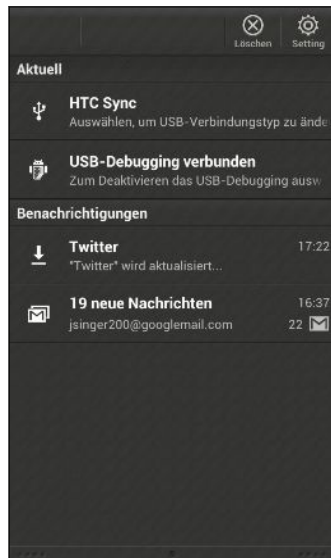 Löschen
Setting
Aktuell
HTC Sync
Auswählen, um USB-Verbindungstyp zu ände
USB-Debugging verbunden
Zum Deaktivieren das USB-Debugging ausw
Benachrichtigungen
Twitter 17:22
"Twitter" wird aktualisiert...
19 neue Nachrichten 16:37
jsinger200@googlemail.com 22